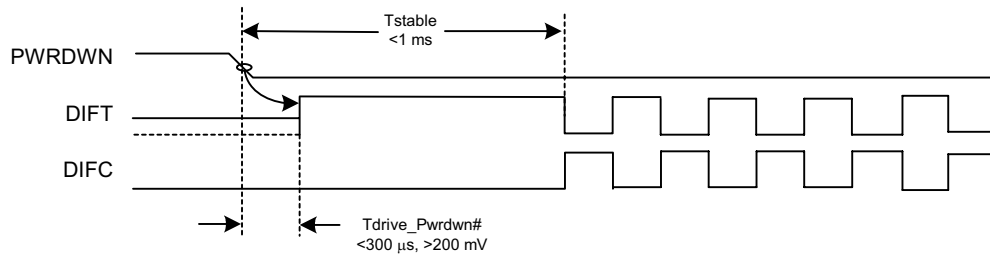 Tstable
<1 ms
PWRDWN
DIFT
DIFC
Tdrive_Pwrdwn#
<300 μs, >200 mV